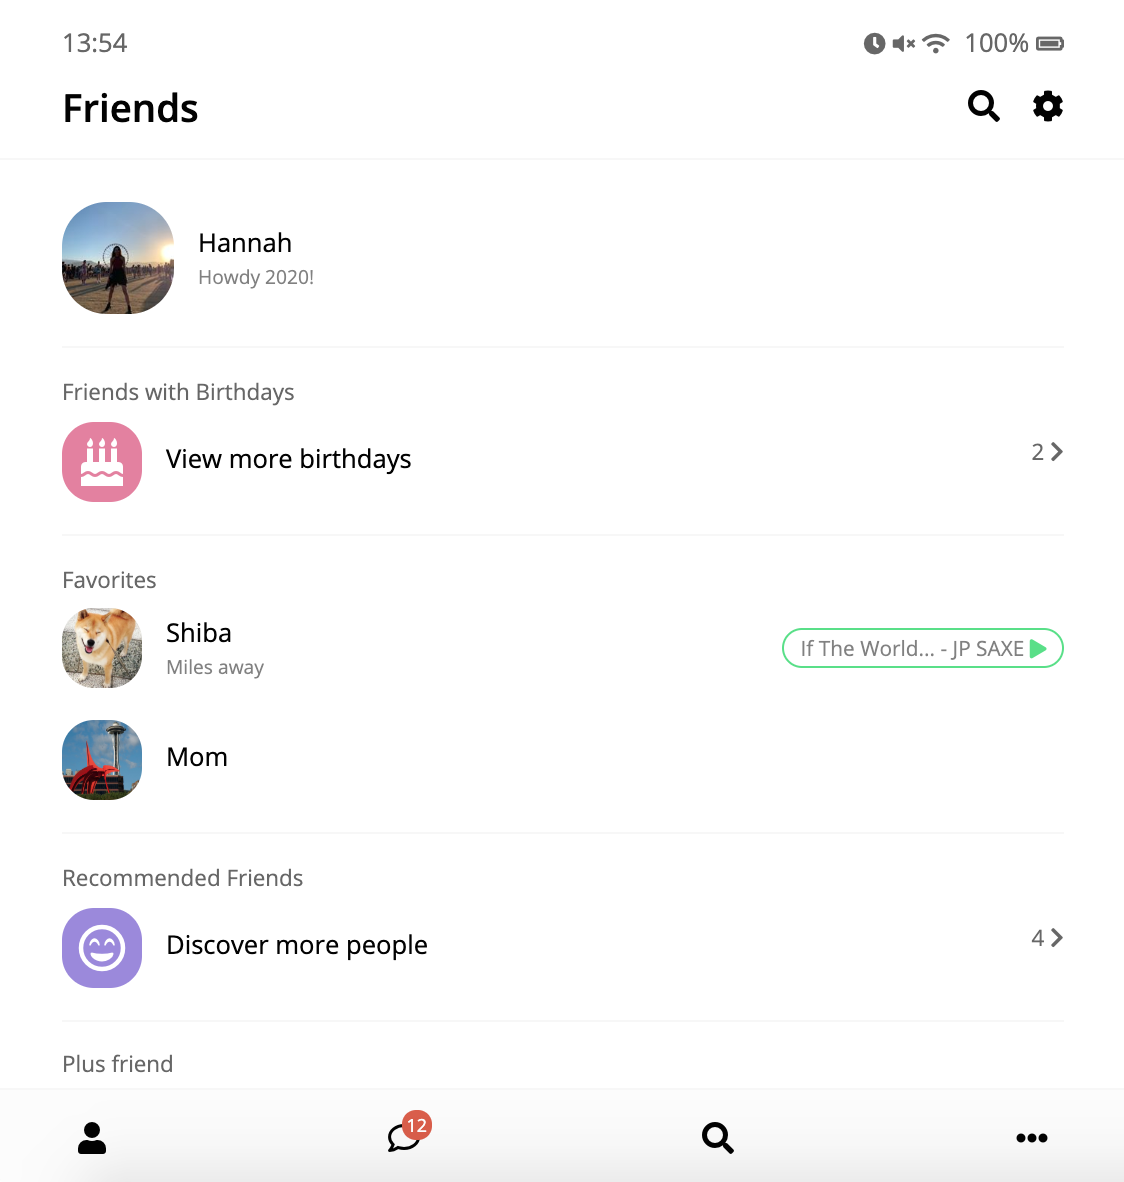 13:54 100%
Friends
Hannah
Howdy 2020!
Friends with Birthdays
View more birthdays 2
Favorites
Shiba
Miles away
If The World... - JP SAXE
Mom
Recommended Friends
Discover more people 4
Plus friend
12